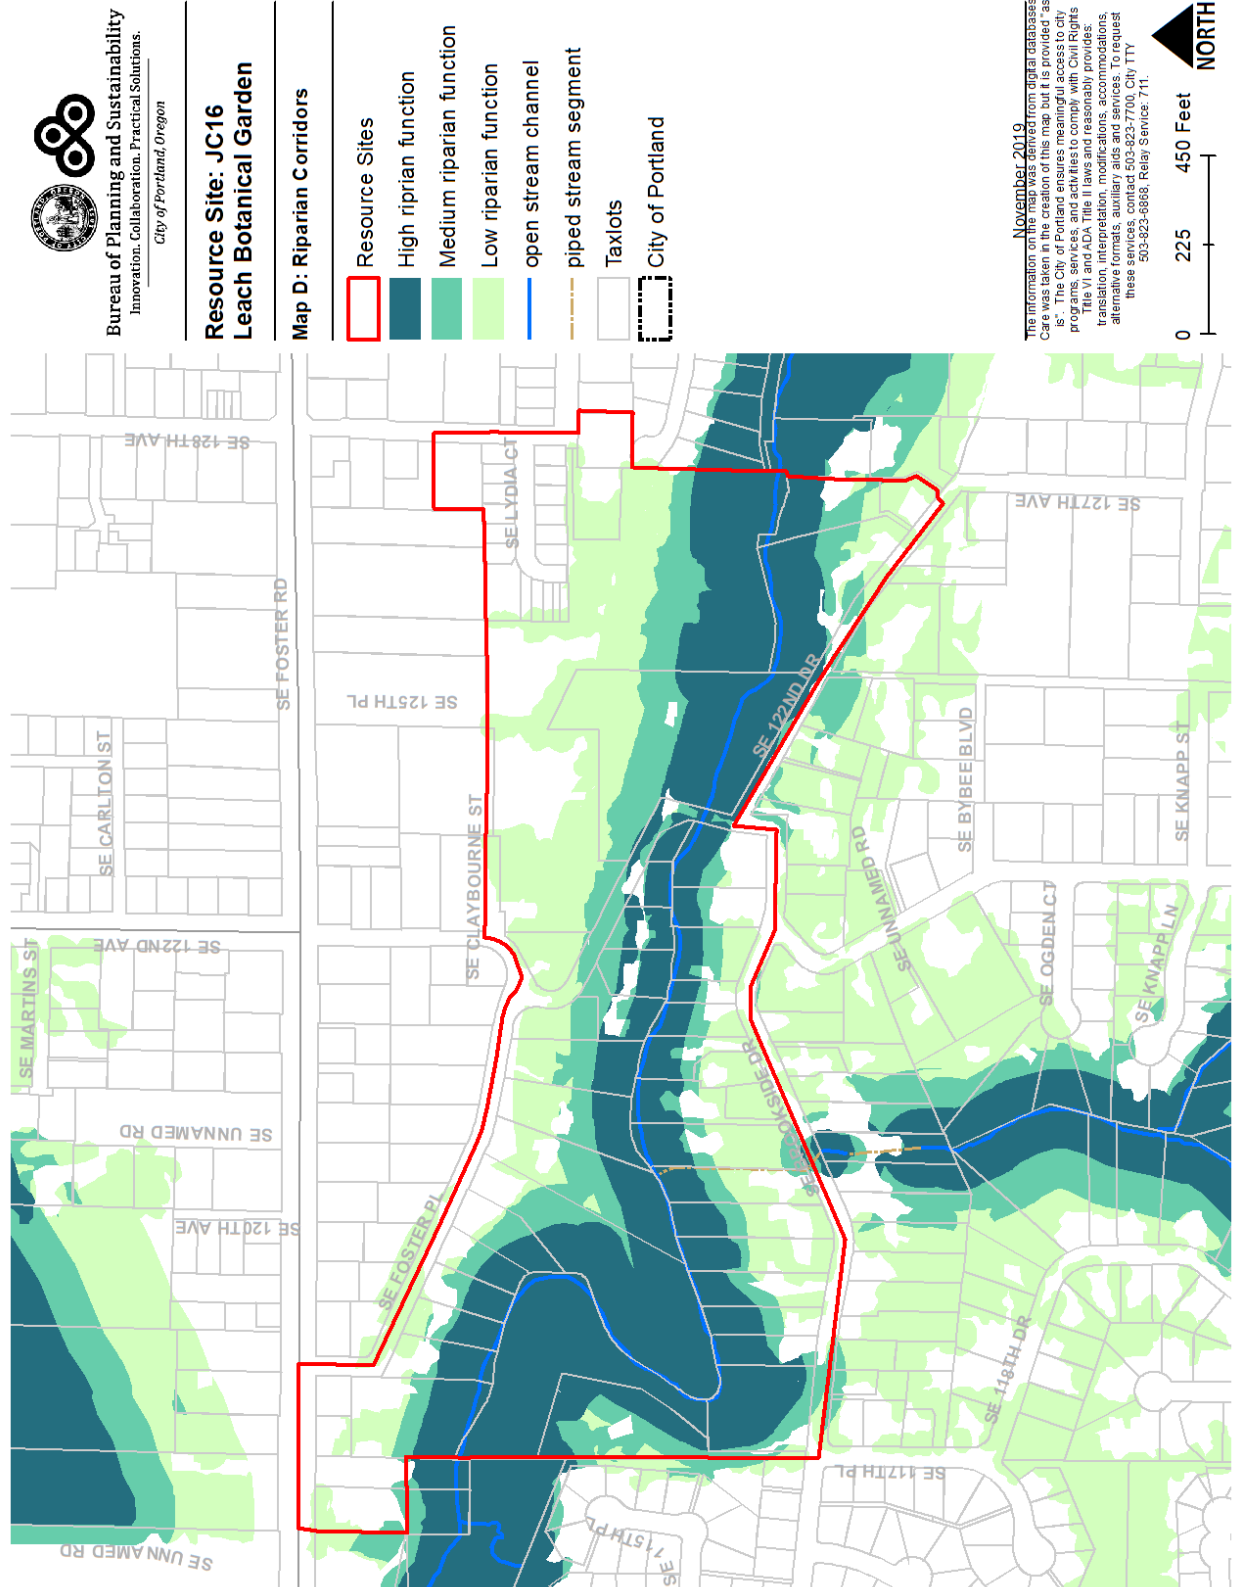 Bureau of Planning and Sustainability
Innovation. Collaboration. Practical Solutions.
City of Portland, Oregon
Resource Site: JC16
Leach Botanical Garden
Map D: Riparian Corridors
Resource Sites
High riprian function
Medium riparian function
Low riparian function
open stream channel
piped stream segment
Taxlots
City of Portland
November 2019
The information on the map was derived from digital databases
Care was taken in the creation of this map but it is provided "as
is". The City of Portland ensures meaningful access to city
programs, services, and activities to comply with Civil Rights
Title VI and ADA Title II laws and reasonably provides:
translation, interpretation, modifications, accommodations,
alternative formats, auxiliary aids and services. To request
these services, contact 503-823-7700, City TTY
503-823-6868, Relay Service: 711.
0 225 450 Feet
NORTH
SE MARTINS ST
SE CARLTON ST
SE 128TH AVE
SE 122ND AVE
SE UNNAMED RD
SE 120TH AVE
SE UNNAMED RD
SE FOSTER RD
SE 125TH PL
SE LYDIA CT
SE CLAYBOURNE ST
SE FOSTER PL
SE 122ND DR
SE BROOKSIDE DR
SE 127TH AVE
SE UNNAMED RD
SE BYBEE BLVD
SE OGDEN CT
SE KNAPP ST
SE KNAPP LN
SE 118TH DR
SE 117TH PL
SE 115TH PL